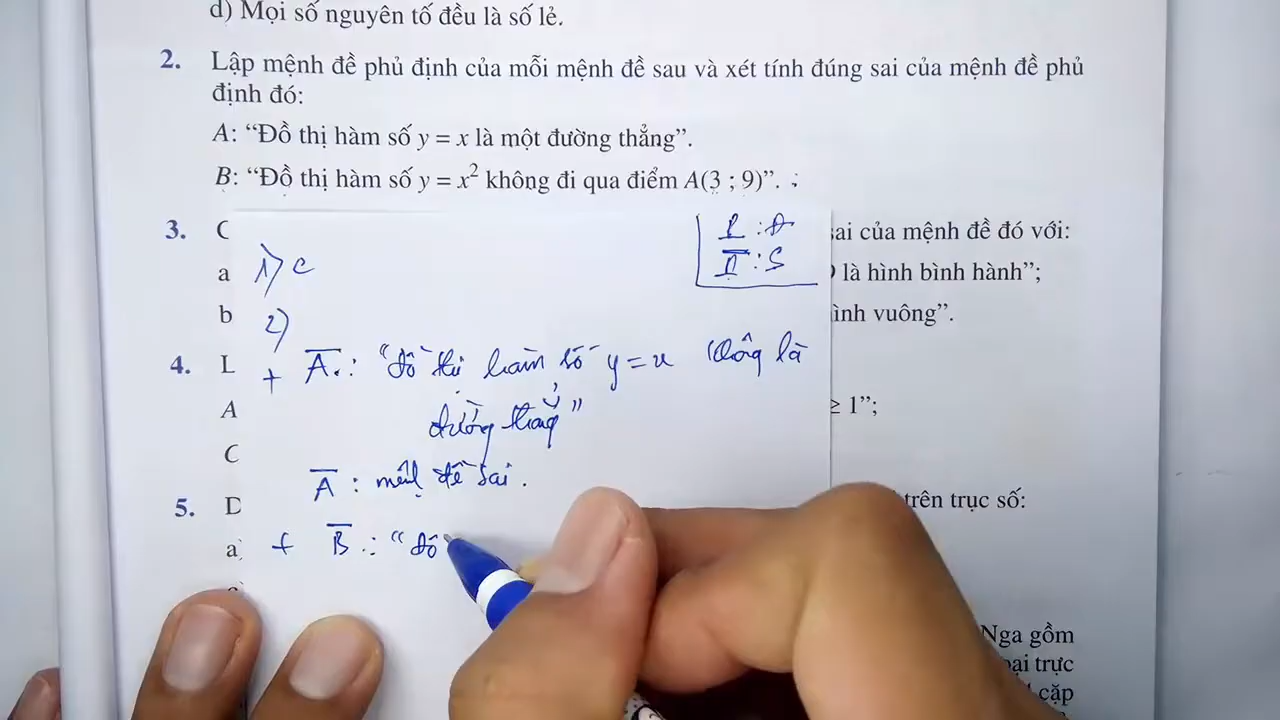 d) Mọi số nguyên tố đều là số lẻ.
2. Lập mệnh đề phủ định của mỗi mệnh đề sau và xét tính đúng sai của mệnh đề phủ
định đó:
A: “Đồ thị hàm số y = x là một đường thẳng”.
B: “Đồ thị hàm số y = x² không đi qua điểm A(3 ; 9)”.
3. C sai của mệnh đề đó với:
a là hình bình hành”;
b ình vuông”.
I : Đ
II : S
1) C
2)
4. L
+ A̅ : “đồ thị hàm số y = x không là
đường thẳng”
A ≥ 1”;
C
A̅ : mệnh đề sai.
5. D trên trục số:
a)
+ B̅ : “đồ
Nga gồm
ại trực
cặp